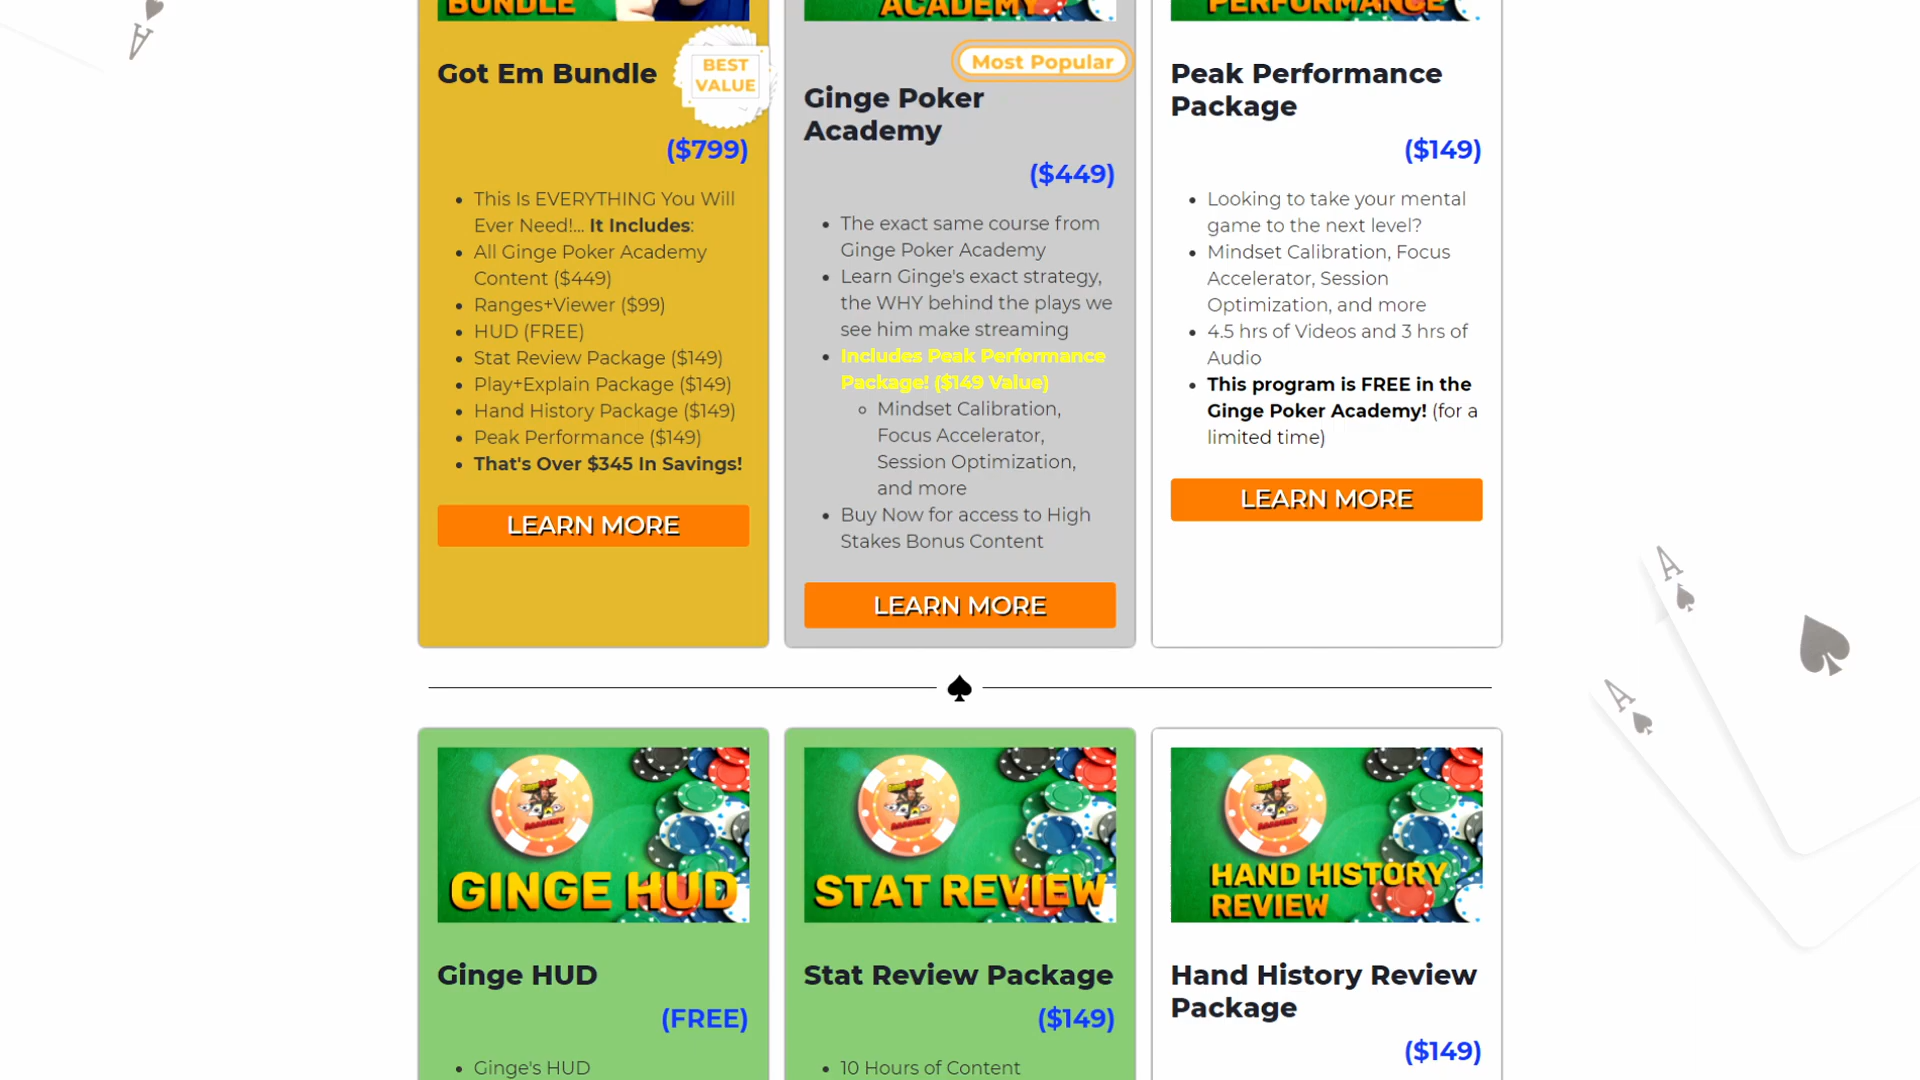 BUNDLE
Got Em Bundle
BEST
VALUE
($799)
This Is EVERYTHING You Will
Ever Need!... It Includes:
All Ginge Poker Academy
Content ($449)
Ranges+Viewer ($99)
HUD (FREE)
Stat Review Package ($149)
Play+Explain Package ($149)
Hand History Package ($149)
Peak Performance ($149)
That's Over $345 In Savings!
LEARN MORE
ACADEMY
Most Popular
Ginge Poker
Academy
($449)
The exact same course from
Ginge Poker Academy
Learn Ginge's exact strategy,
the WHY behind the plays we
see him make streaming
Includes Peak Performance
Package! ($149 Value)
Mindset Calibration,
Focus Accelerator,
Session Optimization,
and more
Buy Now for access to High
Stakes Bonus Content
LEARN MORE
PERFORMANCE
Peak Performance
Package
($149)
Looking to take your mental
game to the next level?
Mindset Calibration, Focus
Accelerator, Session
Optimization, and more
4.5 hrs of Videos and 3 hrs of
Audio
This program is FREE in the
Ginge Poker Academy! (for a
limited time)
LEARN MORE
ACADEMY
GINGE HUD
Ginge HUD
(FREE)
Ginge's HUD
ACADEMY
STAT REVIEW
Stat Review Package
($149)
10 Hours of Content
ACADEMY
HAND HISTORY
REVIEW
Hand History Review
Package
($149)
A
A
A